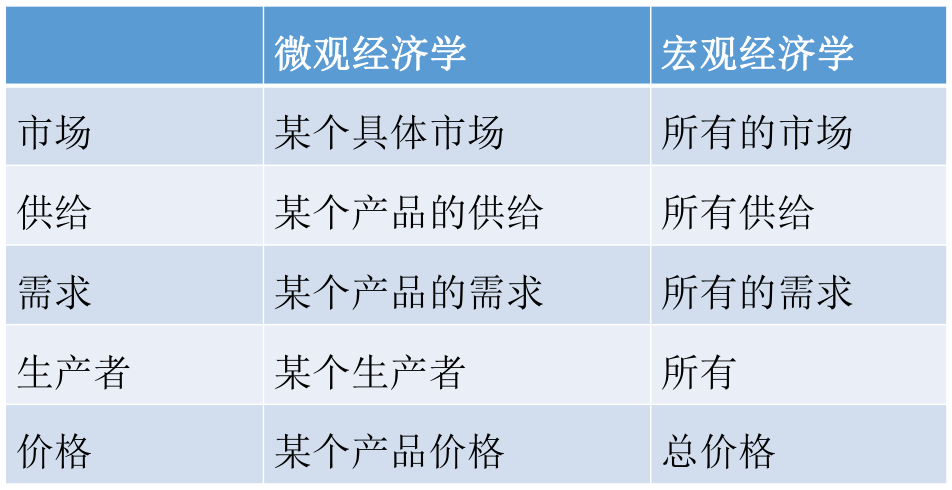 微观经济学 宏观经济学
市场 某个具体市场 所有的市场
供给 某个产品的供给 所有供给
需求 某个产品的需求 所有的需求
生产者 某个生产者 所有
价格 某个产品价格 总价格